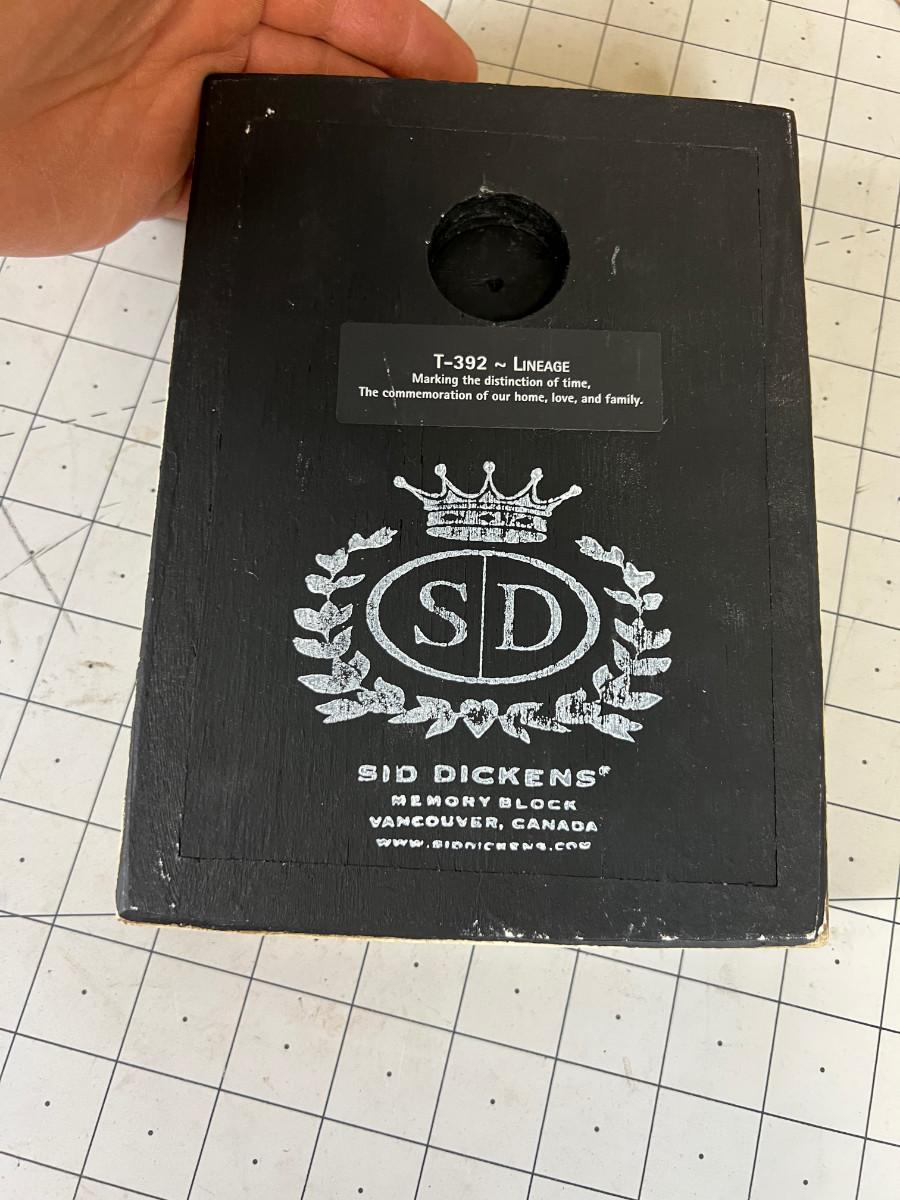 T-392 ~ LINEAGE
Marking the distinction of time,
The commemoration of our home, love, and family.
S D
SID DICKENS®
MEMORY BLOCK
VANCOUVER, CANADA
WWW.SIDDICKENS.COM